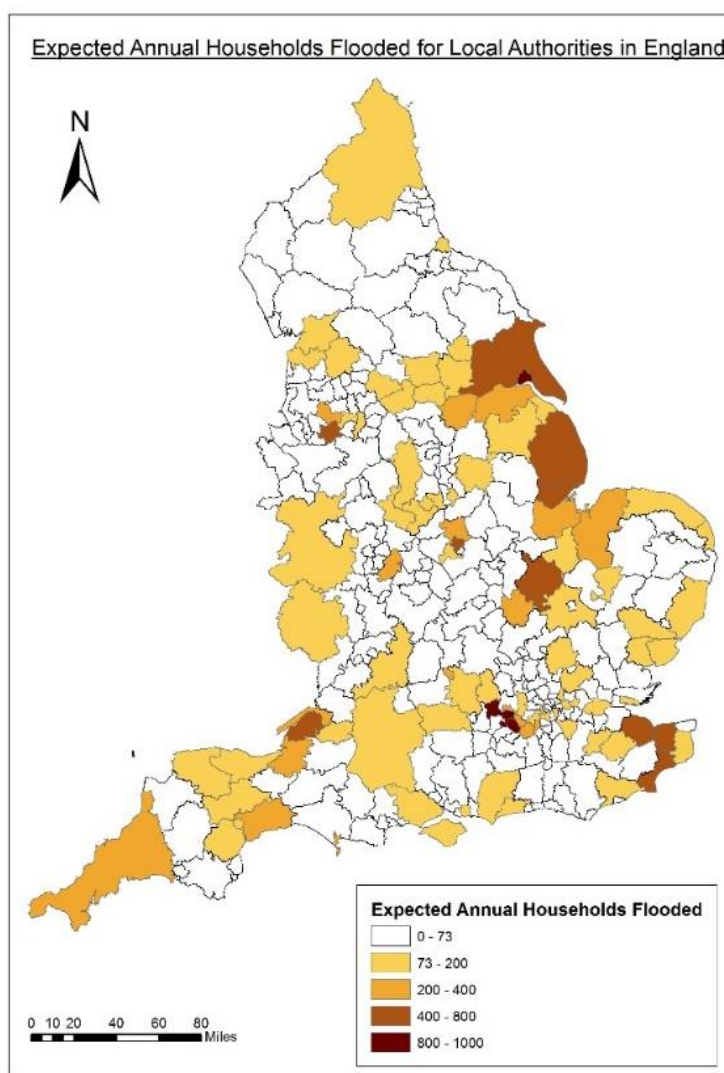 Expected Annual Households Flooded for Local Authorities in England
N
Expected Annual Households Flooded
0 - 73
73 - 200
200 - 400
400 - 800
800 - 1000
0 10 20 40 60 80
Miles